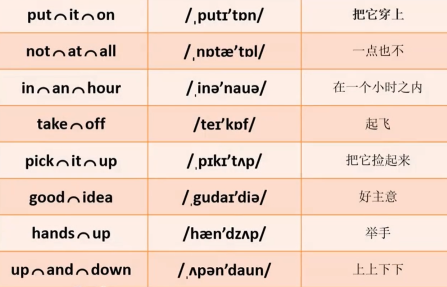 put⌒it⌒on /ˌputɪ'tɒn/ 把它穿上
not⌒at⌒all /ˌnɒtæ'tɒl/ 一点也不
in⌒an⌒hour /ˌinə'nauə/ 在一个小时之内
take⌒off /teɪ'kɒf/ 起飞
pick⌒it⌒up /ˌpɪkɪ'tʌp/ 把它捡起来
good⌒idea /ˌgudaɪ'diə/ 好主意
hands⌒up /hæn'dzʌp/ 举手
up⌒and⌒down /ˌʌpən'daun/ 上上下下